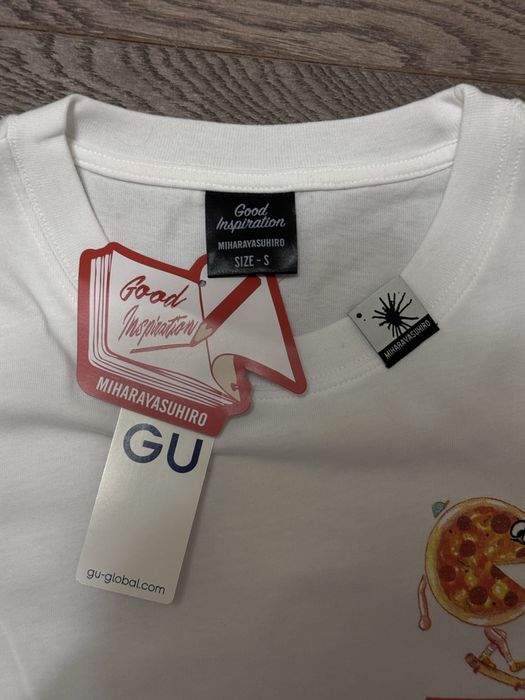 Good
Inspiration
MIHARAYASUHIRO
SIZE - S
Good
Inspiration
MIHARAYASUHIRO
MIHARAYASUHIRO
GU
gu-global.com